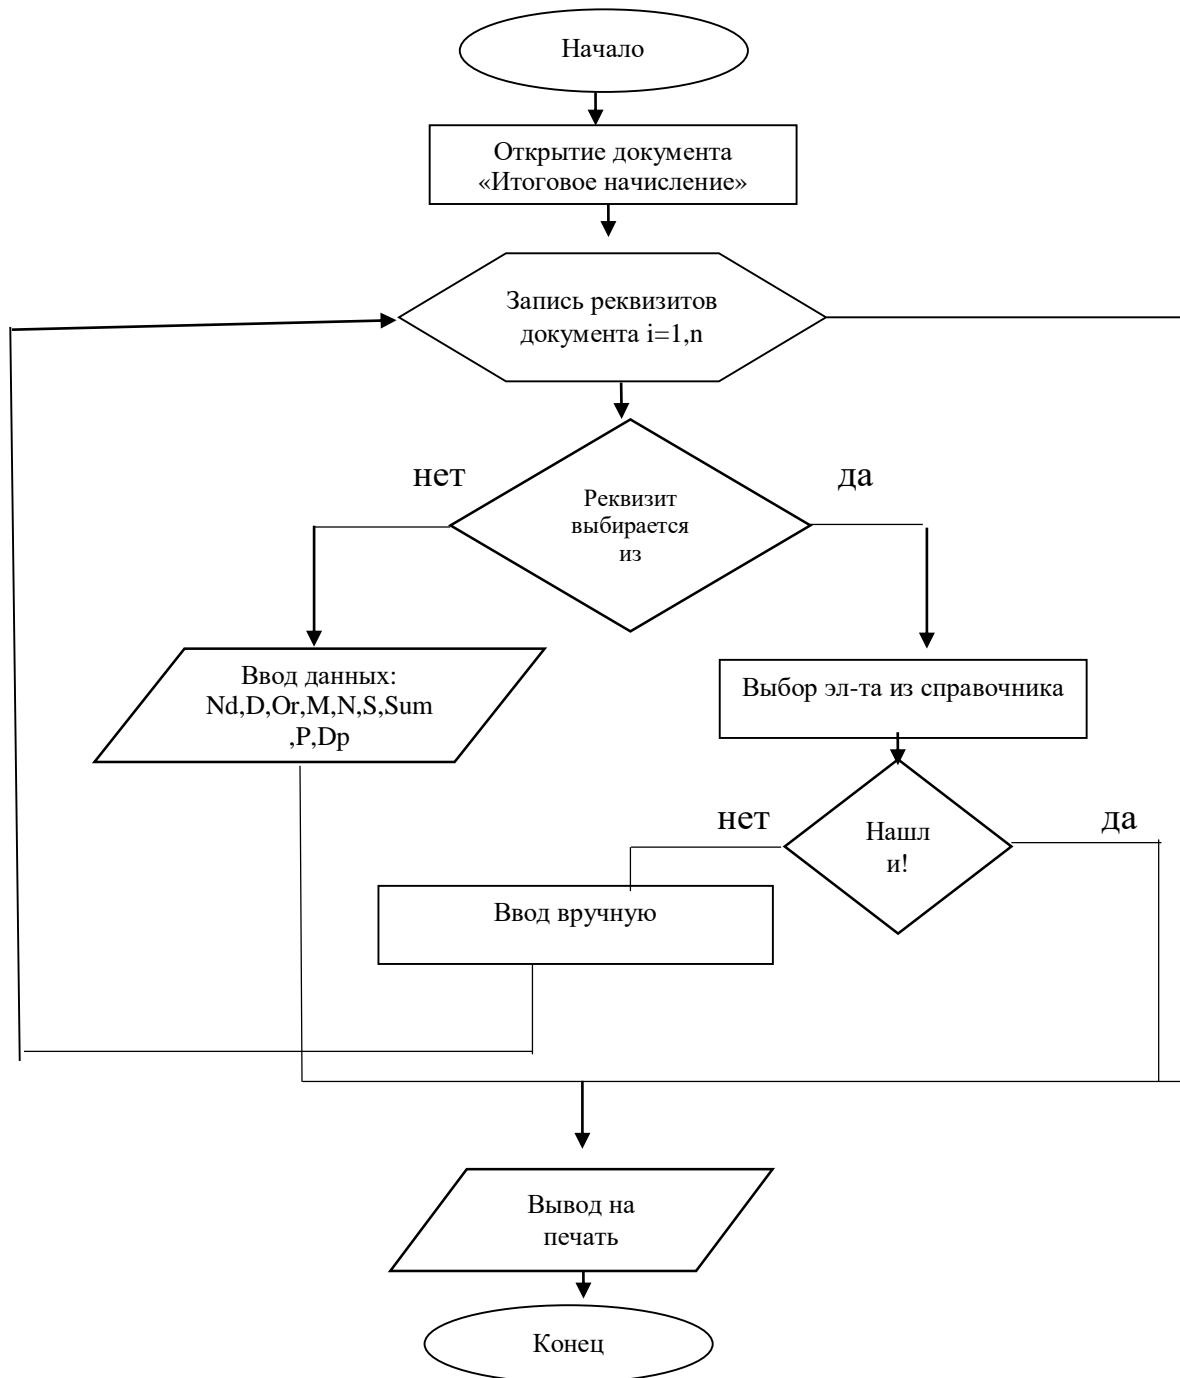 Начало
Открытие документа
«Итоговое начисление»
Запись реквизитов
документа i=1,n
нет
да
Реквизит
выбирается
из
Ввод данных:
Nd,D,Or,M,N,S,Sum
,P,Dp
Выбор эл-та из справочника
нет
да
Нашл
и!
Ввод вручную
Вывод на
печать
Конец